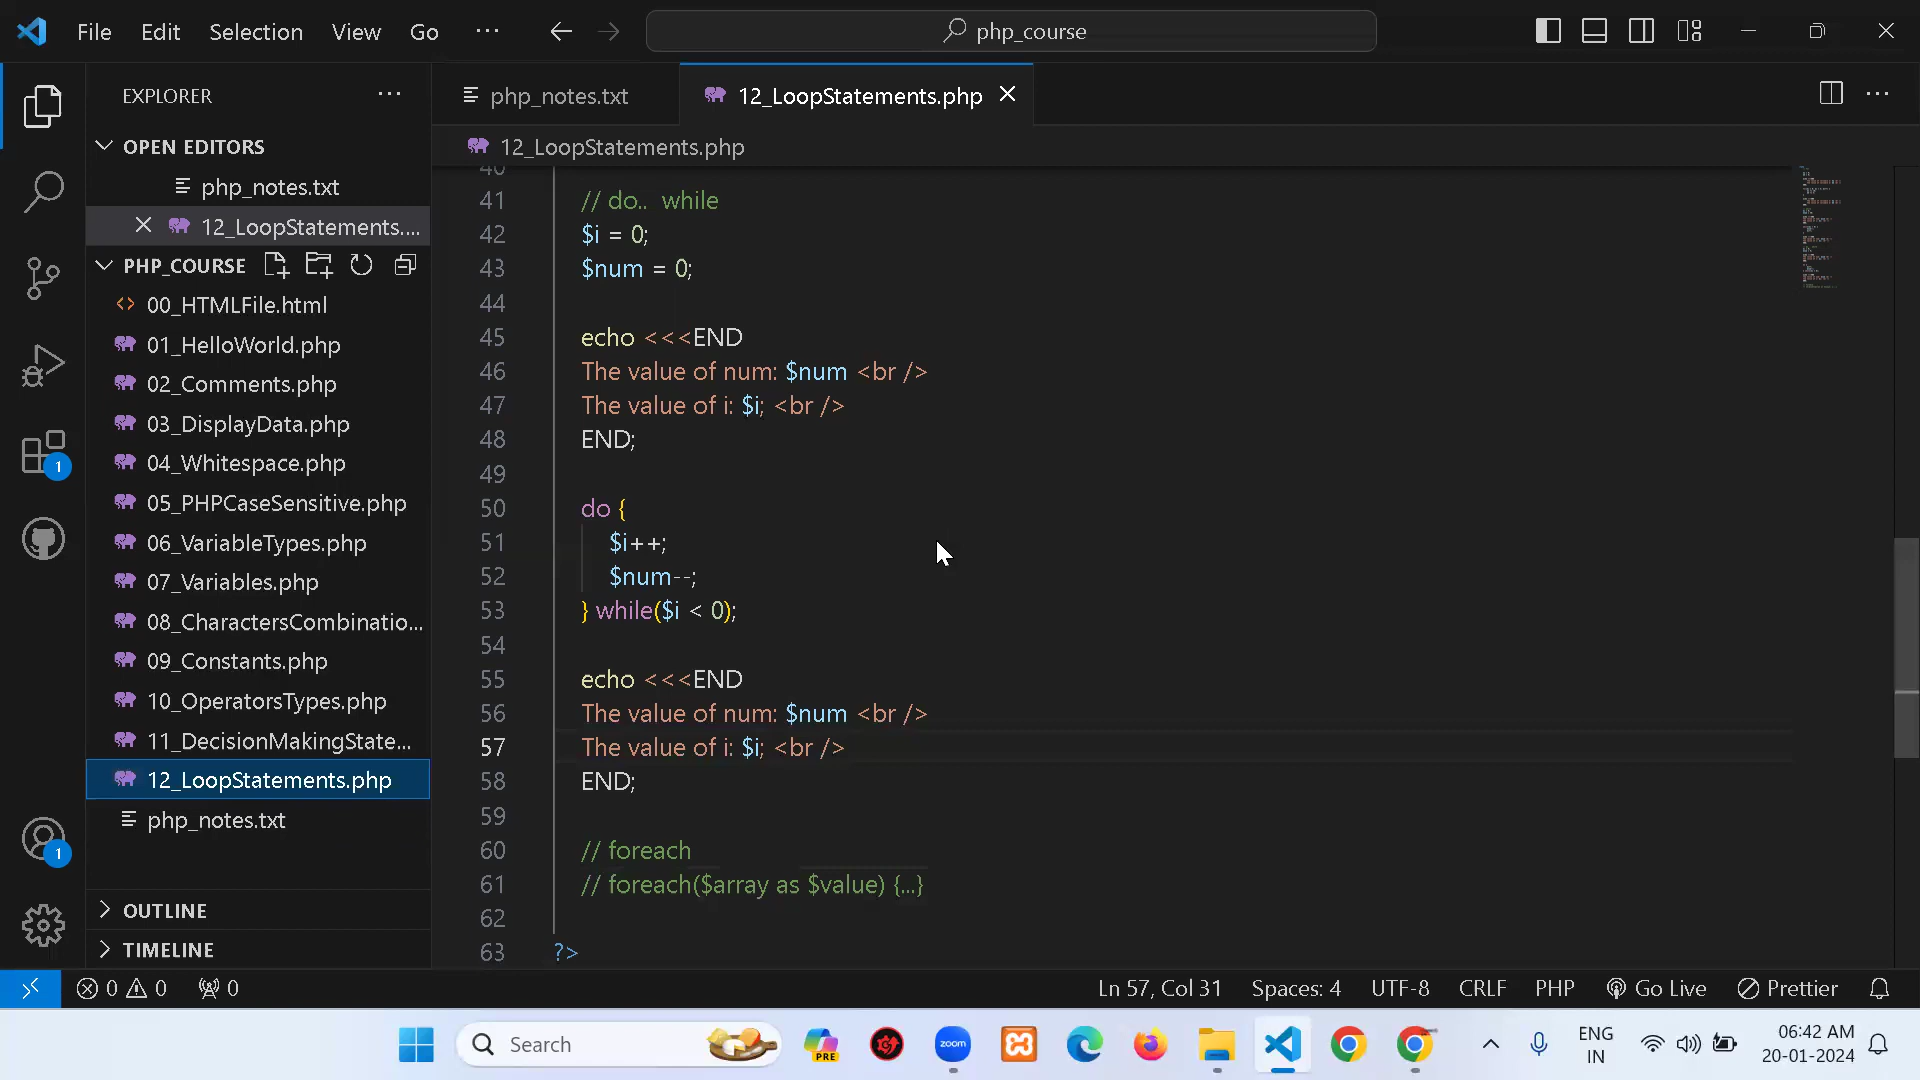 File Edit Selection View Go ··· php_course
EXPLORER ···
OPEN EDITORS
php_notes.txt
12_LoopStatements....
PHP_COURSE
00_HTMLFile.html
01_HelloWorld.php
02_Comments.php
03_DisplayData.php
04_Whitespace.php
05_PHPCaseSensitive.php
06_VariableTypes.php
07_Variables.php
08_CharactersCombinatio...
09_Constants.php
10_OperatorsTypes.php
11_DecisionMakingState...
12_LoopStatements.php
php_notes.txt
OUTLINE
TIMELINE
1
1
php_notes.txt 12_LoopStatements.php
12_LoopStatements.php
40
41 // do.. while
42 $i = 0;
43 $num = 0;
44
45 echo <<<END
46 The value of num: $num <br />
47 The value of i: $i; <br />
48 END;
49
50 do {
51 $i++;
52 $num--;
53 } while($i < 0);
54
55 echo <<<END
56 The value of num: $num <br />
57 The value of i: $i; <br />
58 END;
59
60 // foreach
61 // foreach($array as $value) {...}
62
63 ?>
0 0 0 Ln 57, Col 31 Spaces: 4 UTF-8 CRLF PHP Go Live Prettier
Search PRE zoom ENG IN 06:42 AM 20-01-2024